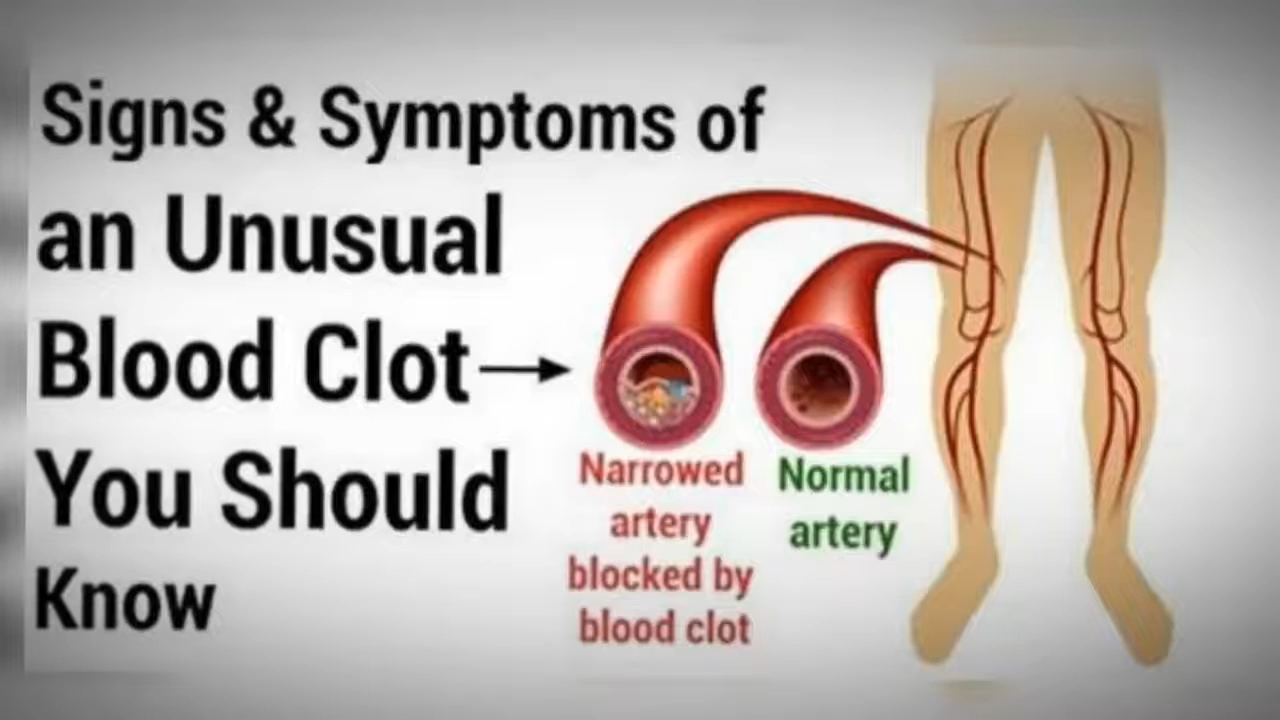 Signs & Symptoms of
an Unusual
Blood Clot
You Should
Know
Narrowed
artery
blocked by
blood clot
Normal
artery